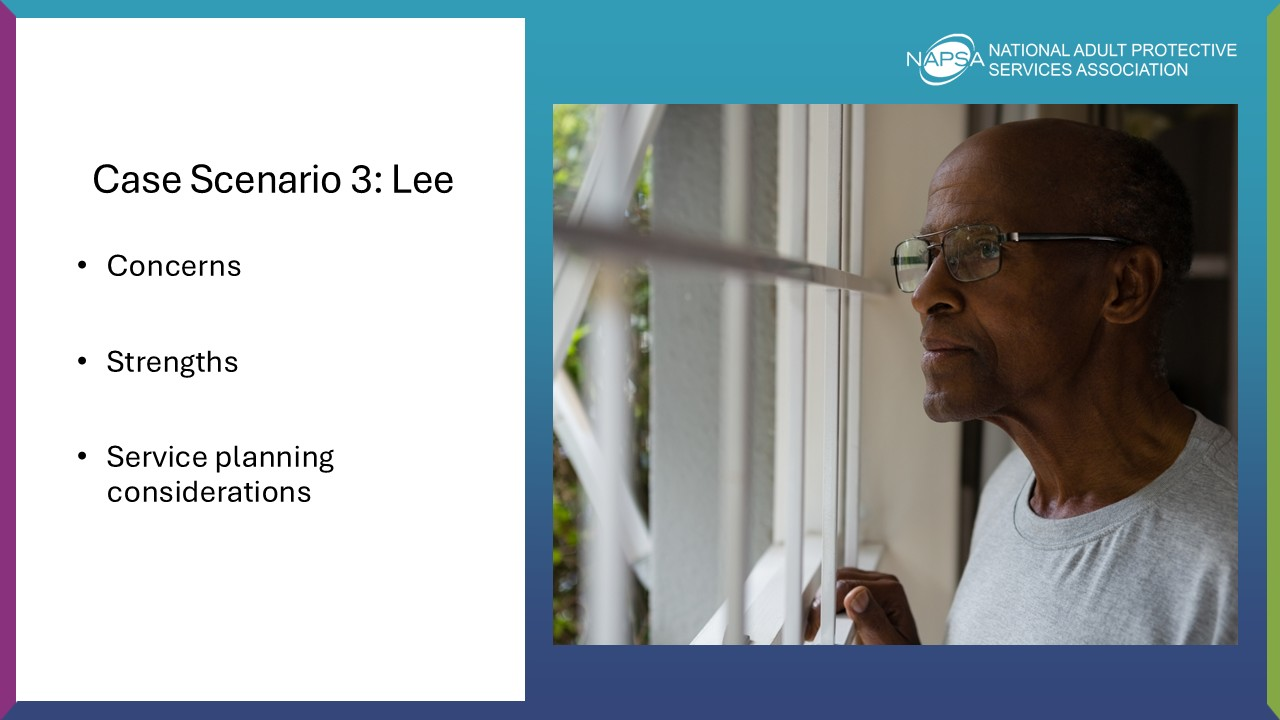 NAPSA NATIONAL ADULT PROTECTIVE
SERVICES ASSOCIATION
Case Scenario 3: Lee
• Concerns
• Strengths
• Service planning
considerations